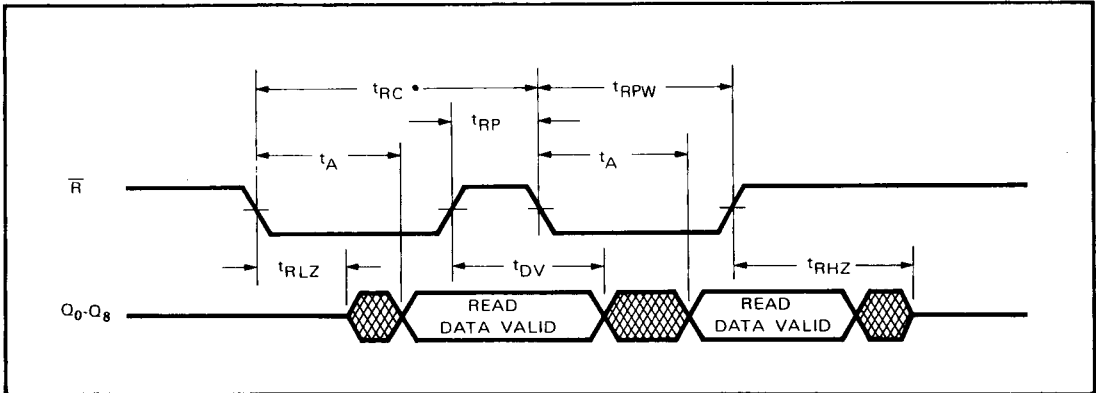 tRC
tRPW
tRP
tA
tA
R̅
tRLZ
tDV
tRHZ
Q0-Q8
READ
DATA VALID
READ
DATA VALID